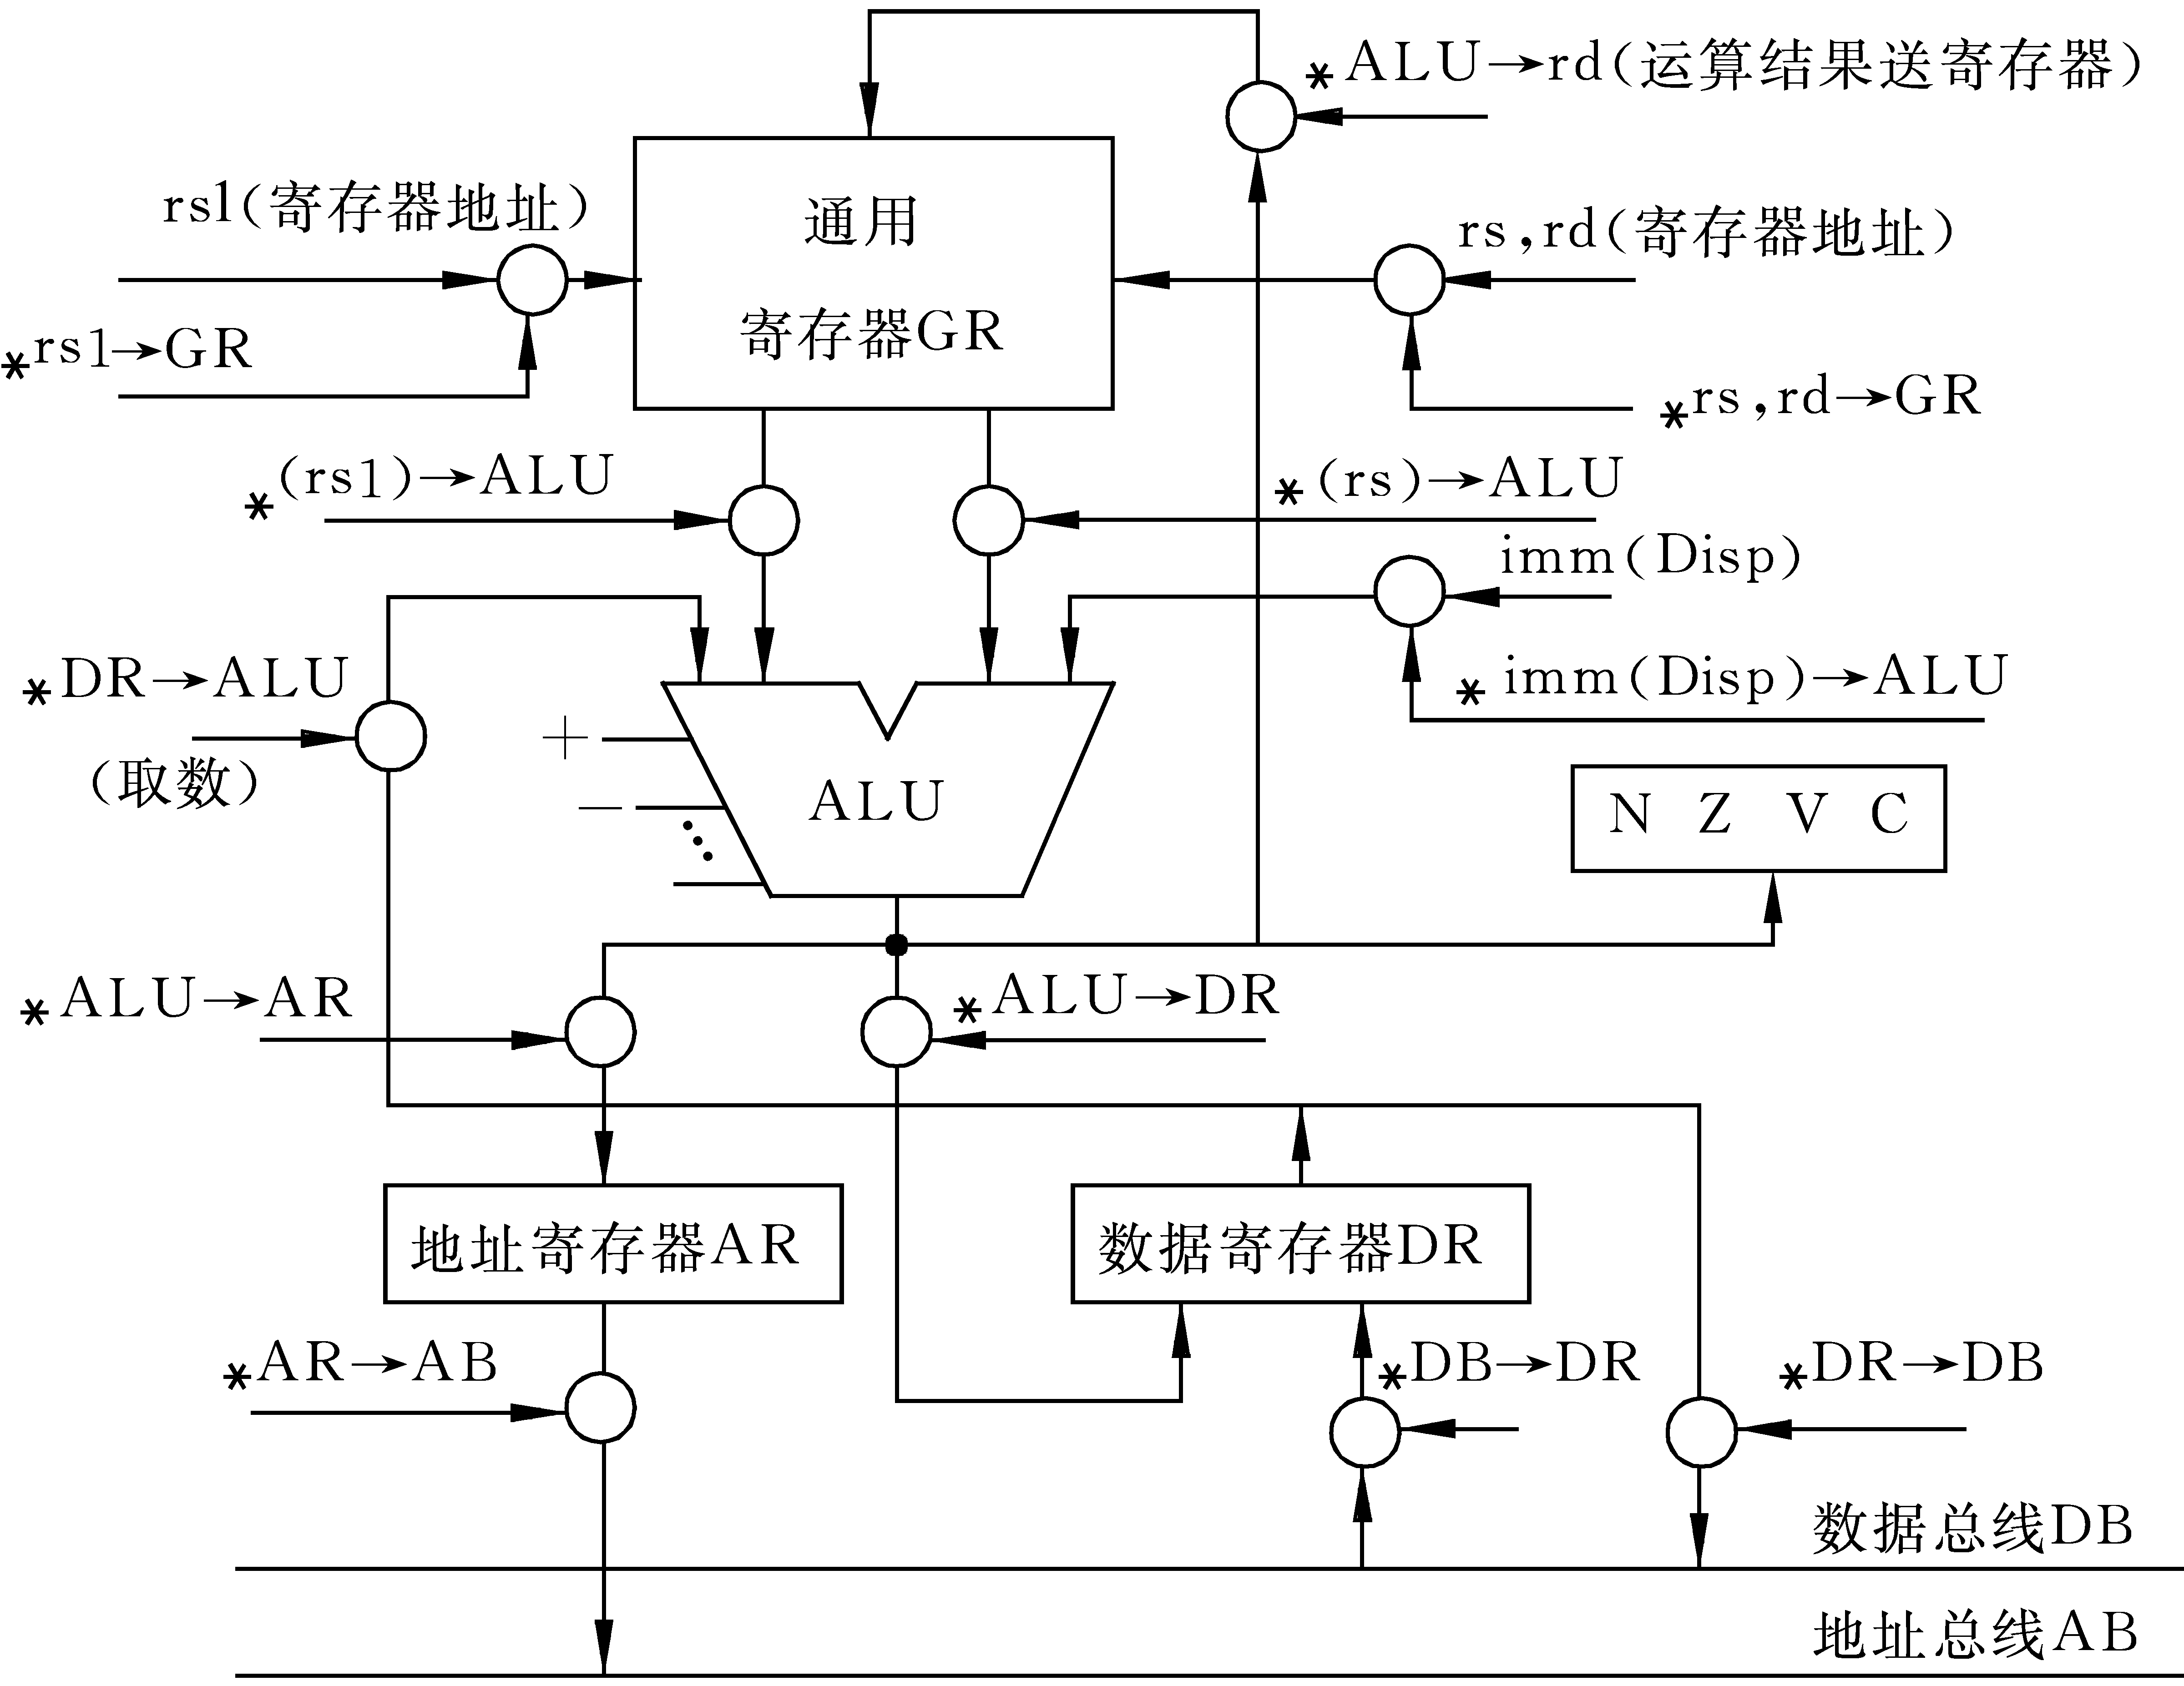 *ALU→rd(运算结果送寄存器)
rsl(寄存器地址)
通用
rs,rd(寄存器地址)
寄存器GR
*rs1→GR
*rs,rd→GR
*(rs1)→ALU
*(rs)→ALU
imm(Disp)
*DR→ALU
*imm(Disp)→ALU
+
(取数)
—
ALU
N Z V C
*ALU→AR
*ALU→DR
地址寄存器AR
数据寄存器DR
*AR→AB
*DB→DR
*DR→DB
数据总线DB
地址总线AB